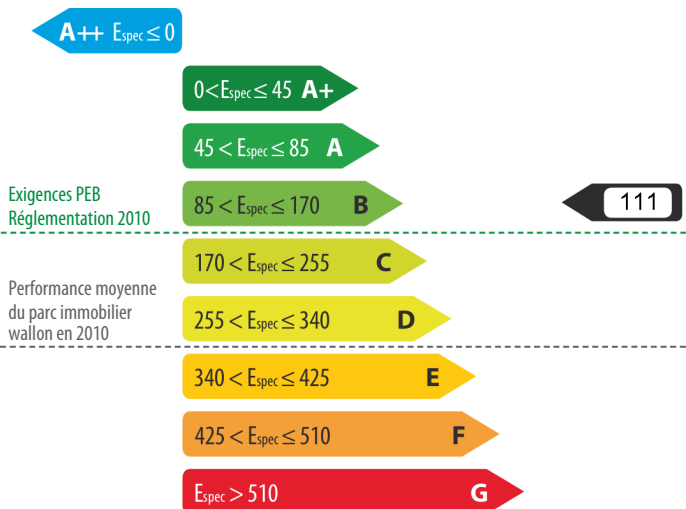 A++ Espec ≤ 0
0 < Espec ≤ 45 A+
45 < Espec ≤ 85 A
Exigences PEB
Réglementation 2010
85 < Espec ≤ 170 B
111
170 < Espec ≤ 255 C
Performance moyenne
du parc immobilier
wallon en 2010
255 < Espec ≤ 340 D
340 < Espec ≤ 425 E
425 < Espec ≤ 510 F
Espec > 510 G